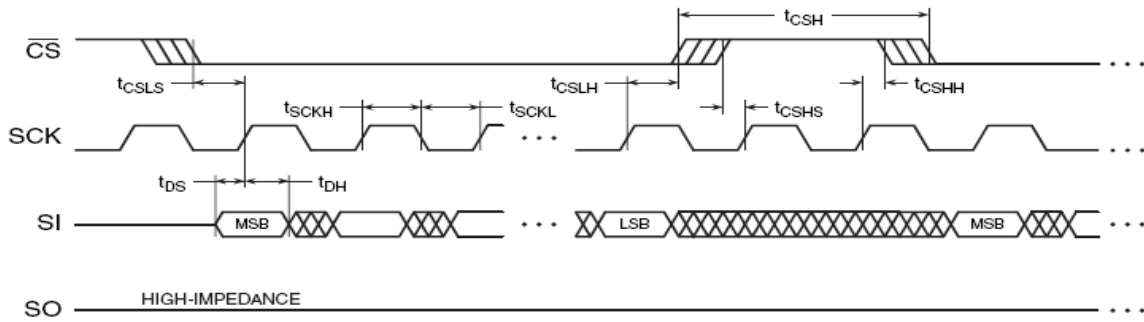 tCSH
CS
tCSLS
tCSLH
tCSHH
tSCKH
tSCKL
tCSHS
SCK
tDS
tDH
SI
MSB
LSB
MSB
HIGH-IMPEDANCE
SO